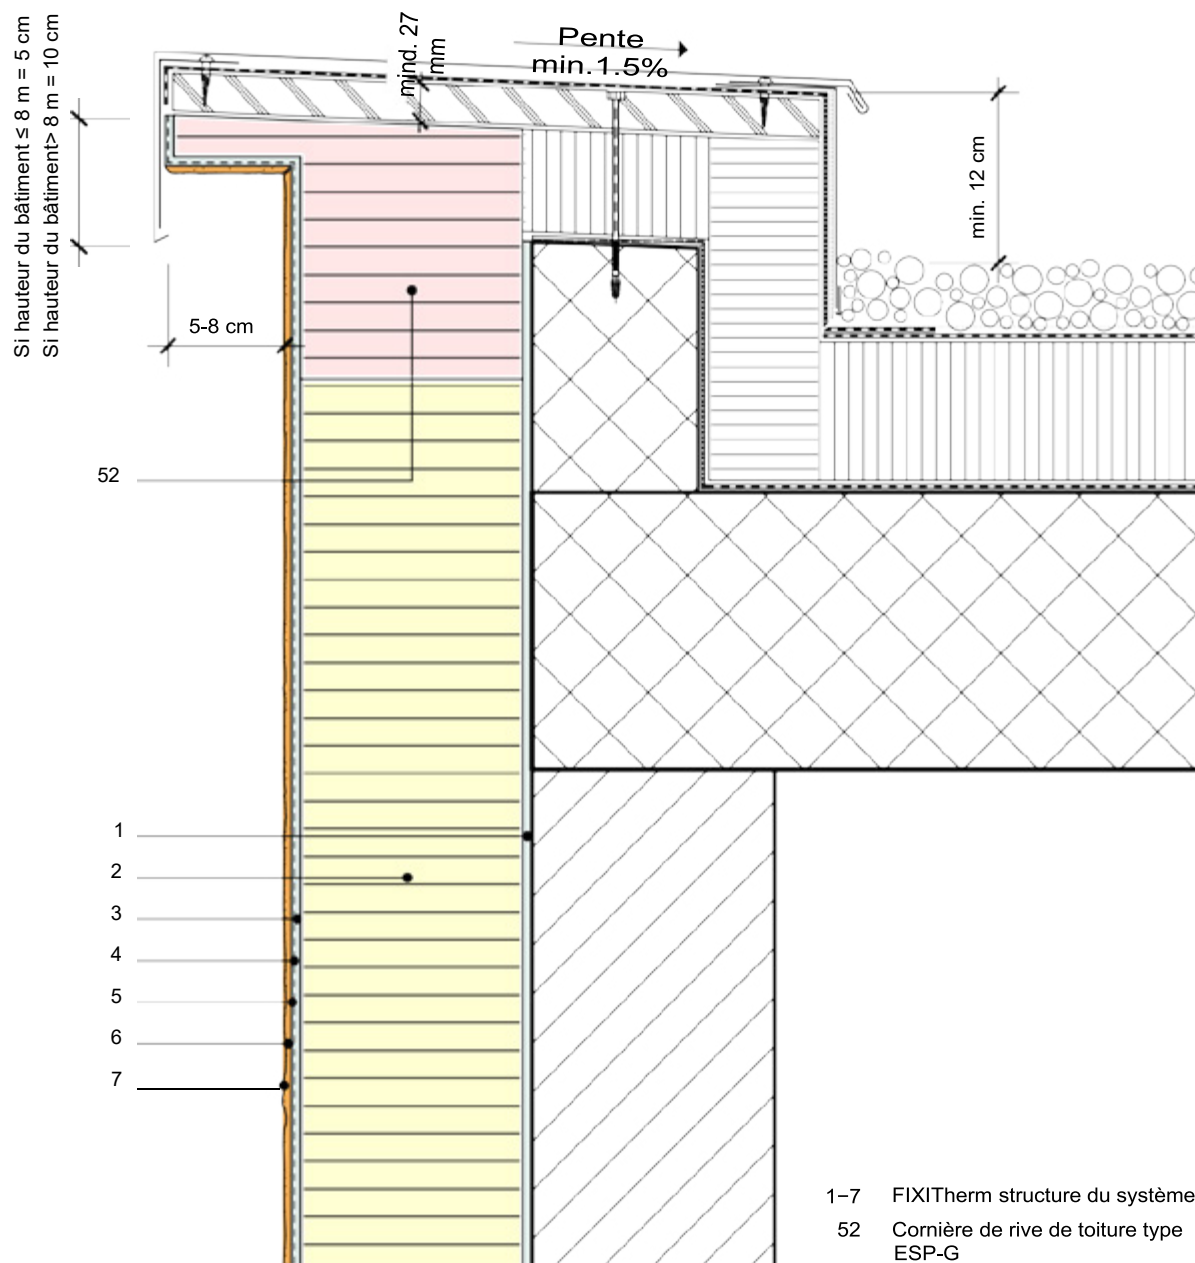 Si hauteur du bâtiment ≤ 8 m = 5 cm
Si hauteur du bâtiment> 8 m = 10 cm
mind. 27
mm
Pente
min.1.5%
min. 12 cm
5-8 cm
52
1
2
3
4
5
6
7
1–7 FIXITherm structure du système
52 Cornière de rive de toiture type
ESP-G